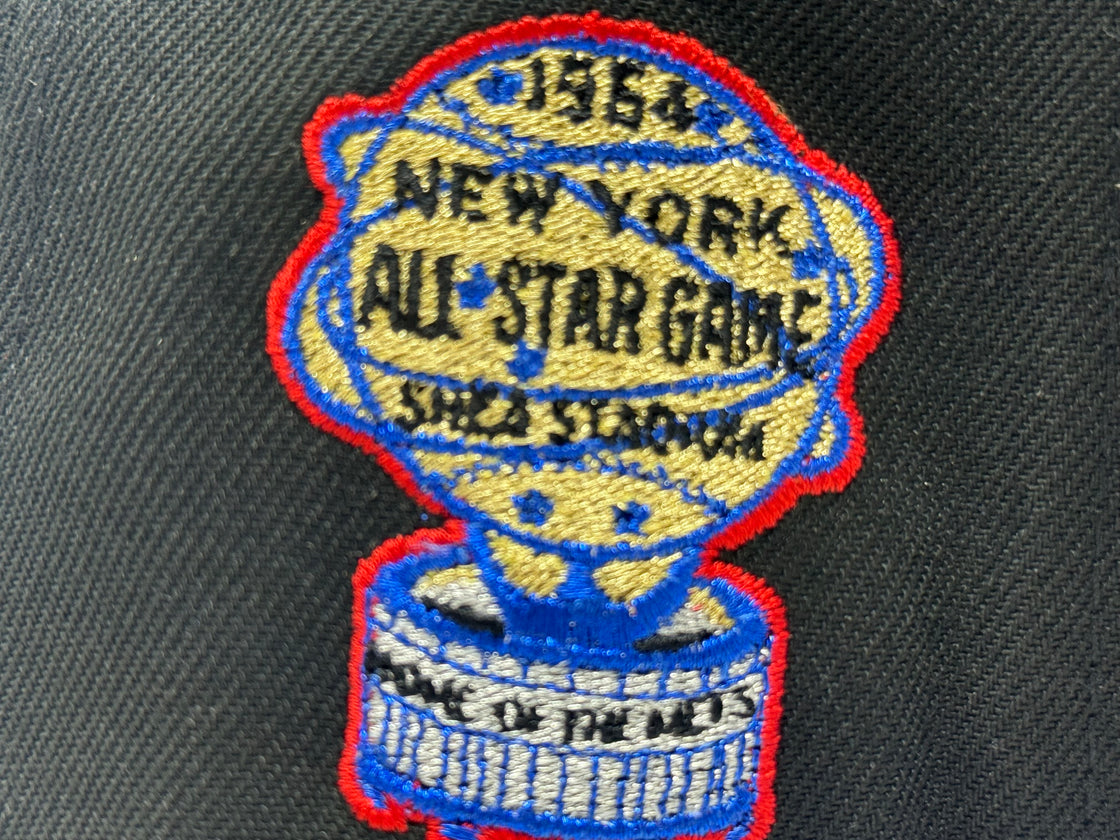 1964
NEW YORK
ALL STAR GAME
SHEA STADIUM
HOME OF THE METS